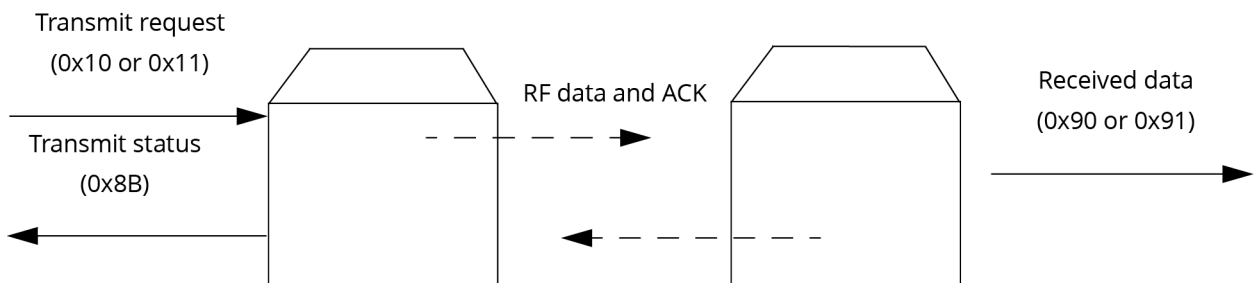 Transmit request
(0x10 or 0x11)
Transmit status
(0x8B)
RF data and ACK
Received data
(0x90 or 0x91)